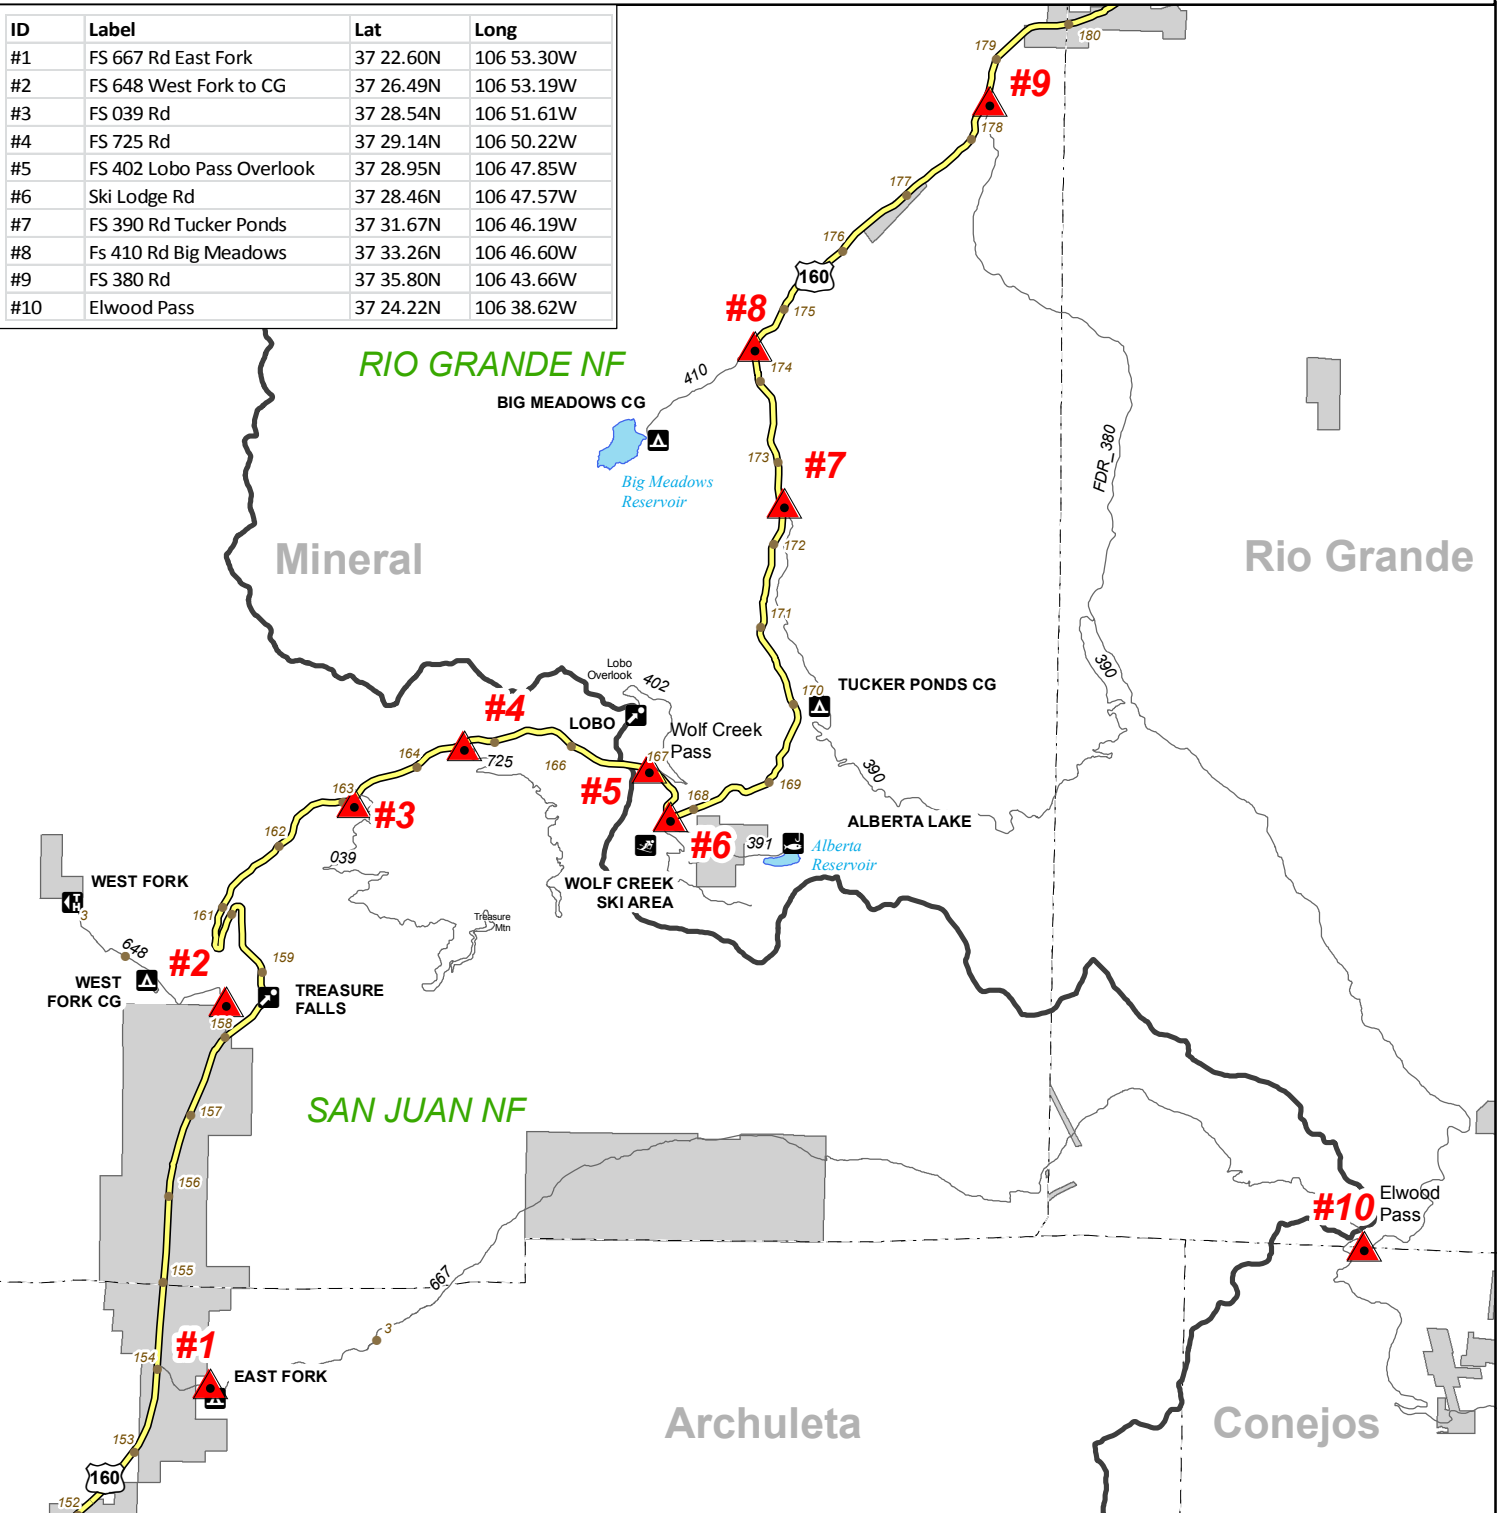 ID Label Lat Long
#1 FS 667 Rd East Fork 37 22.60N 106 53.30W
#2 FS 648 West Fork to CG 37 26.49N 106 53.19W
#3 FS 039 Rd 37 28.54N 106 51.61W
#4 FS 725 Rd 37 29.14N 106 50.22W
#5 FS 402 Lobo Pass Overlook 37 28.95N 106 47.85W
#6 Ski Lodge Rd 37 28.46N 106 47.57W
#7 FS 390 Rd Tucker Ponds 37 31.67N 106 46.19W
#8 Fs 410 Rd Big Meadows 37 33.26N 106 46.60W
#9 FS 380 Rd 37 35.80N 106 43.66W
#10 Elwood Pass 37 24.22N 106 38.62W
180
179
#9
178
177
176
160
175
#8
RIO GRANDE NF
174
410
BIG MEADOWS CG
173
#7
FDR_380
Big Meadows
Reservoir
172
Mineral
Rio Grande
171
Lobo
Overlook
402
390
170
TUCKER PONDS CG
#4
LOBO
Wolf Creek
Pass
164
725
166
167
#5
390
169
163
168
#3
162
ALBERTA LAKE
#6
391
Alberta
Reservoir
039
WEST FORK
WOLF CREEK
SKI AREA
3
161
Treasure
Mtn
648
#2
159
WEST
FORK CG
TREASURE
FALLS
158
157
SAN JUAN NF
156
#10
Elwood
Pass
155
667
3
#1
154
EAST FORK
Archuleta
Conejos
153
160
152